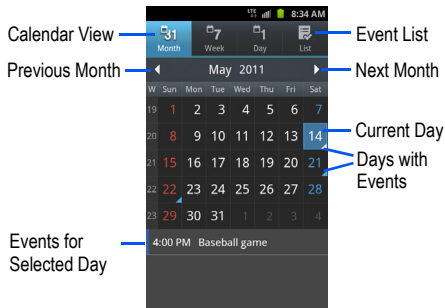 LTE 8:34 AM
Calendar View 31 7 1 Event List
Month Week Day List
Previous Month May 2011 Next Month
W Sun Mon Tue Wed Thu Fri Sat
19 1 2 3 4 5 6 7
20 8 9 10 11 12 13 14 Current Day
21 15 16 17 18 19 20 21 Days with
Events
22 22 23 24 25 26 27 28
23 29 30 31 1 2 3 4
Events for
Selected Day
4:00 PM Baseball game